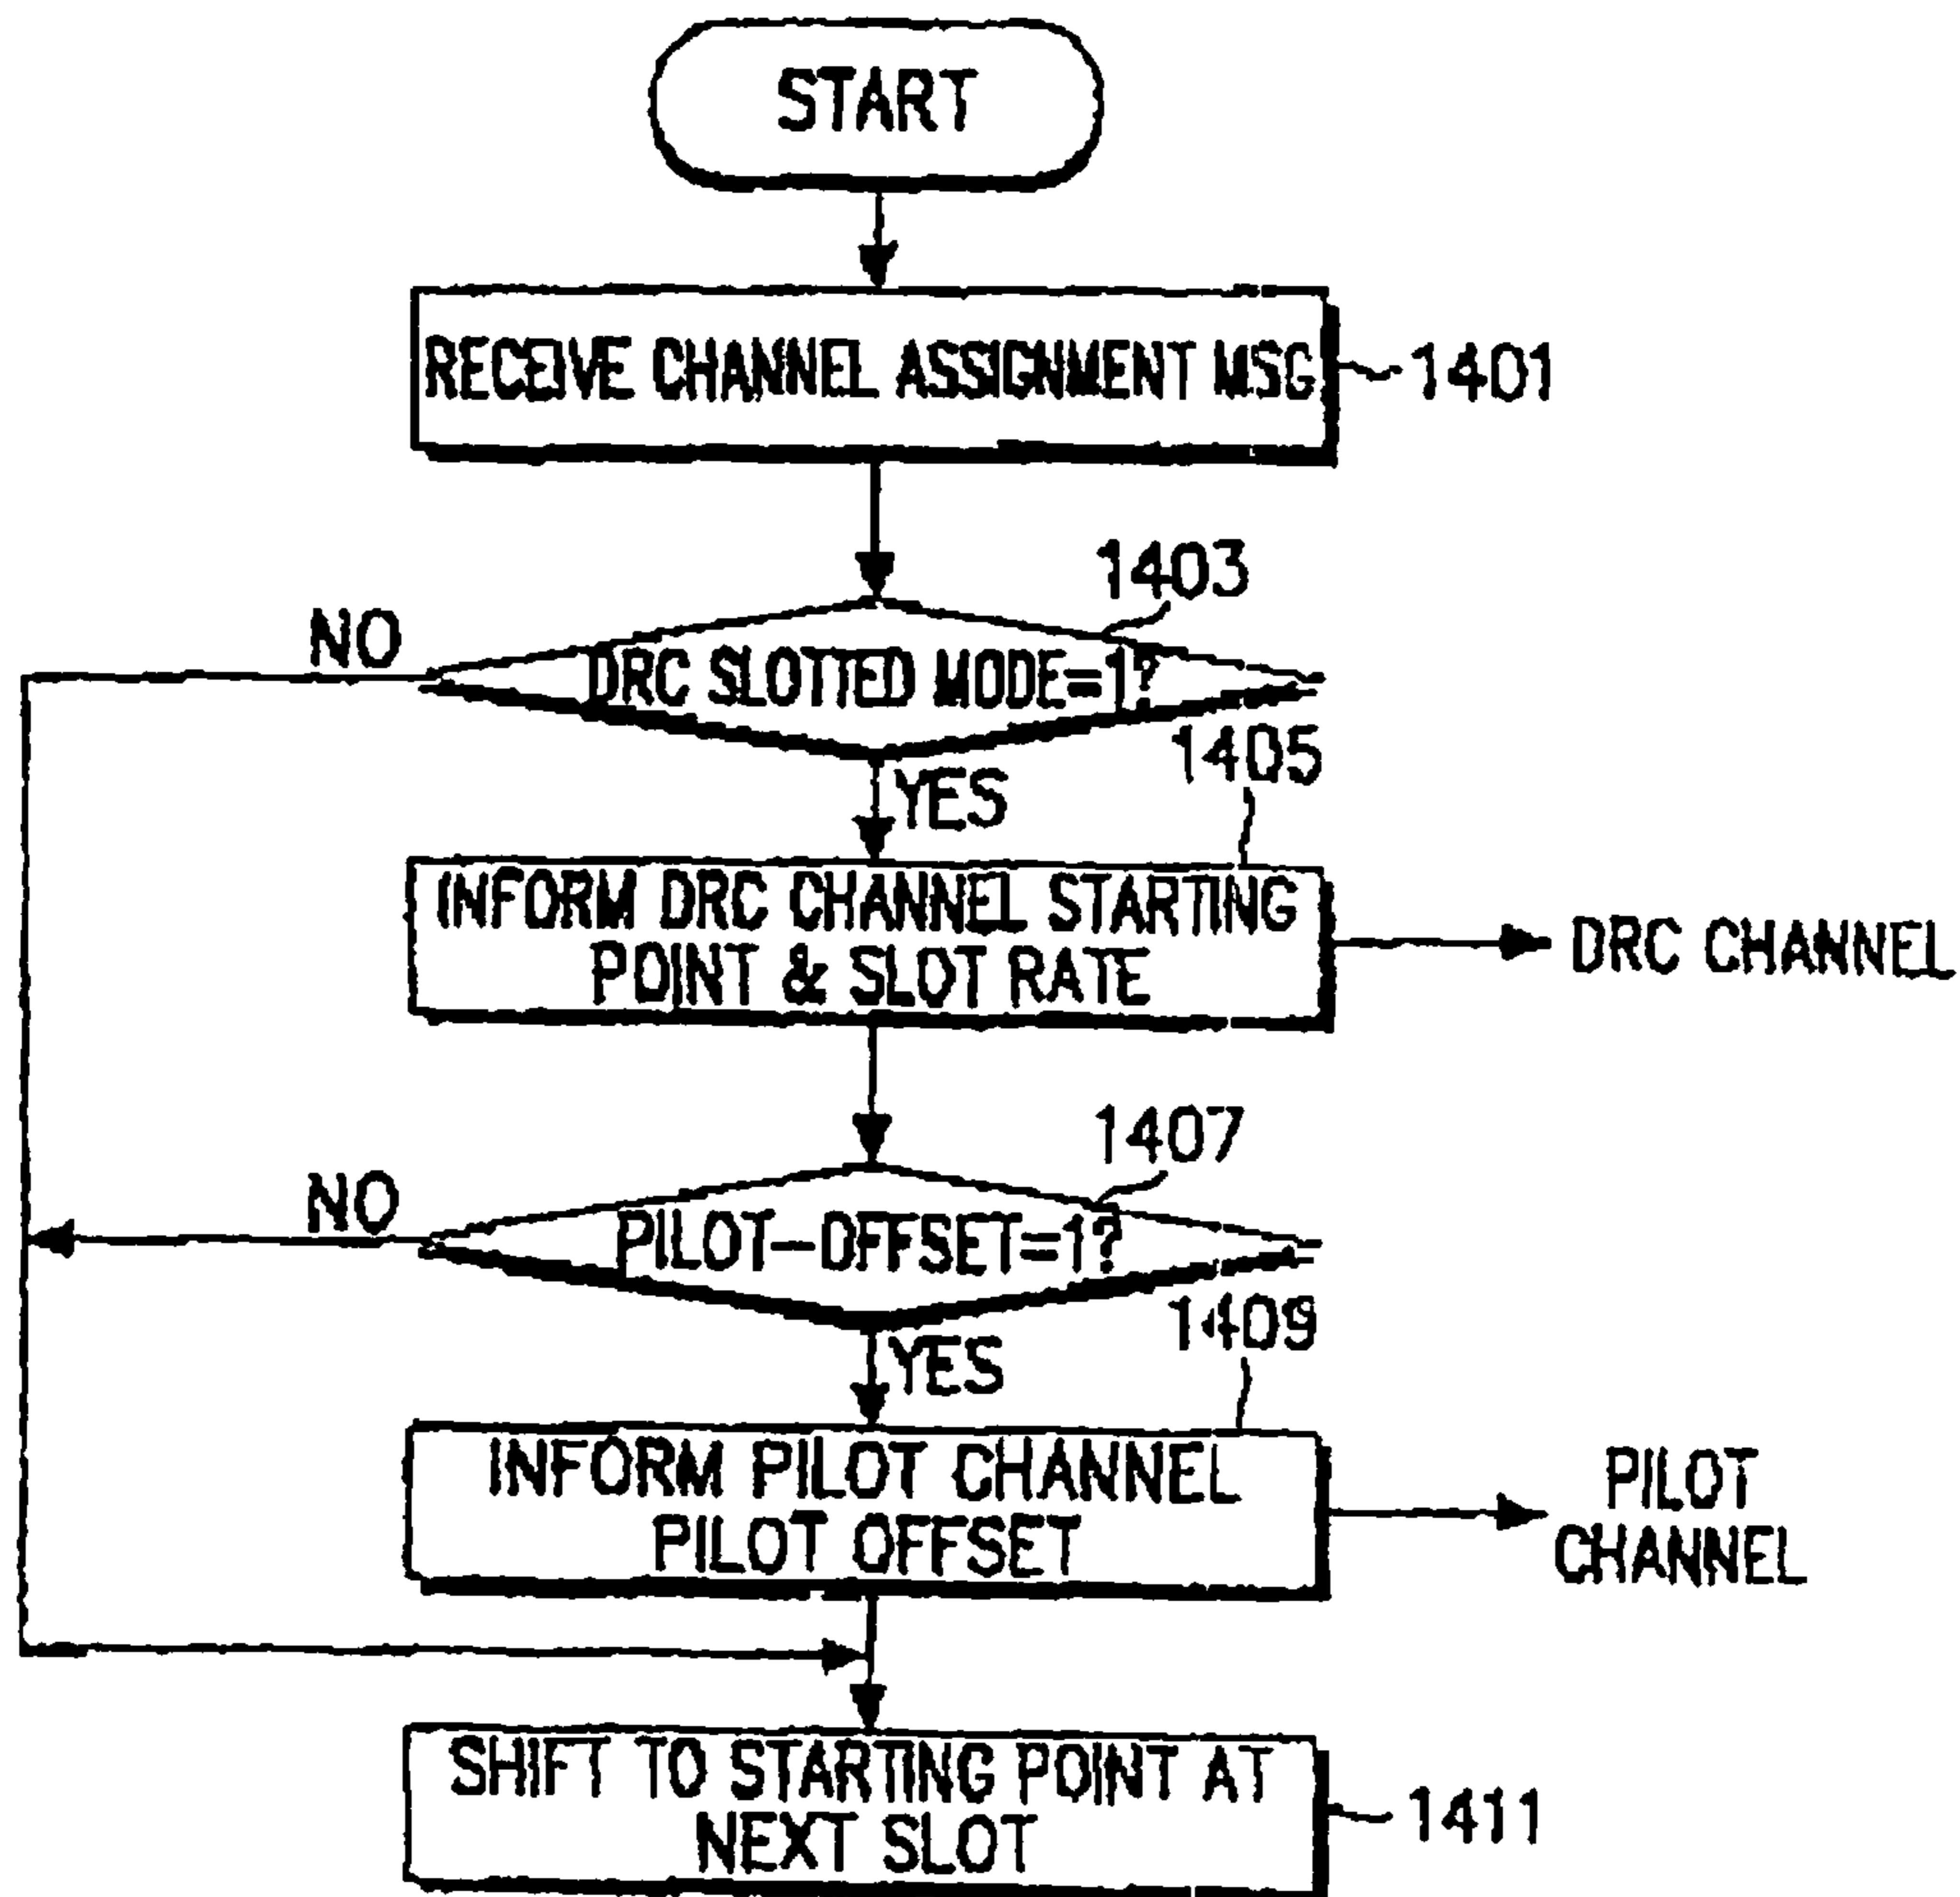 START
RECEIVE CHANNEL ASSIGNMENT MSG
1401
1403
NO
DRC SLOTTED MODE=1?
1405
YES
INFORM DRC CHANNEL STARTING
POINT & SLOT RATE
DRC CHANNEL
1407
NO
PILOT-OFFSET=1?
1409
YES
INFORM PILOT CHANNEL
PILOT OFFSET
PILOT
CHANNEL
SHIFT TO STARTING POINT AT
NEXT SLOT
1411